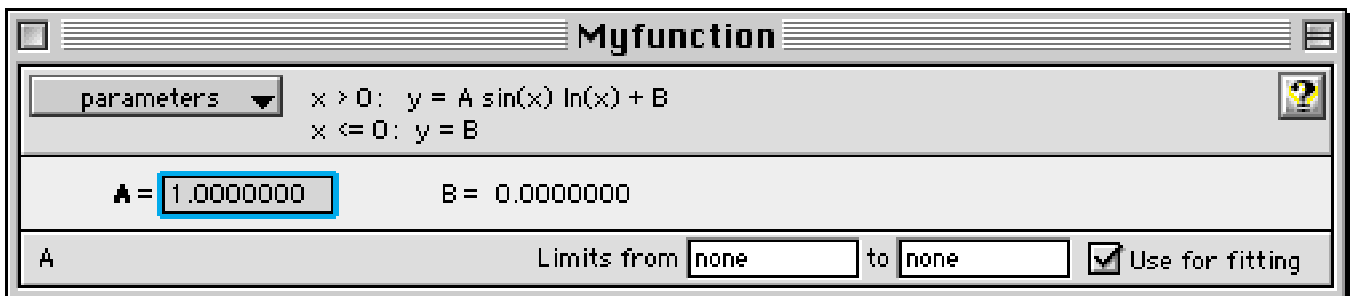 Myfunction
parameters
x > 0: y = A sin(x) ln(x) + B
x <= 0: y = B
A = 1.0000000 B = 0.0000000
A Limits from none to none Use for fitting